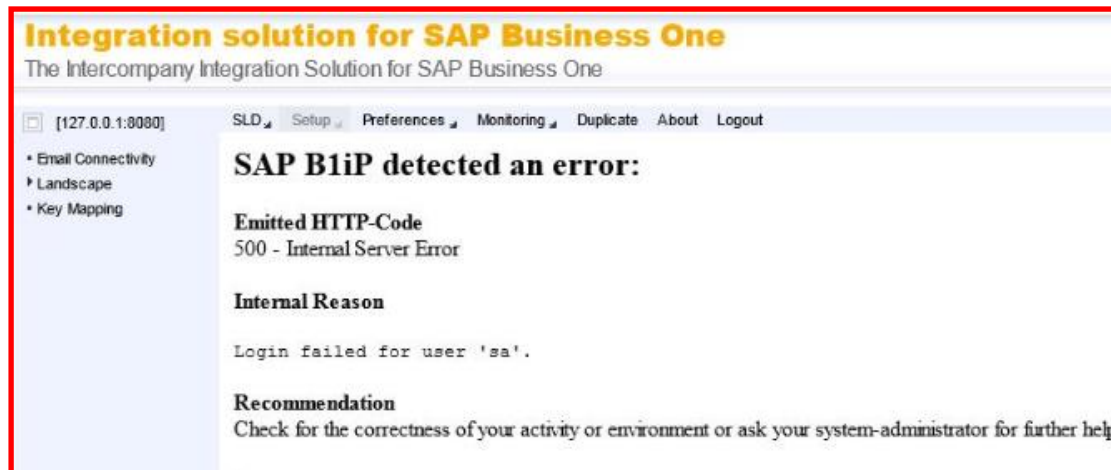 Integration solution for SAP Business One
The Intercompany Integration Solution for SAP Business One
[127.0.0.1:8080]
SLD Setup Preferences Monitoring Duplicate About Logout
• Email Connectivity
Landscape
• Key Mapping
SAP B1iP detected an error:
Emitted HTTP-Code
500 - Internal Server Error
Internal Reason
Login failed for user 'sa'.
Recommendation
Check for the correctness of your activity or environment or ask your system-administrator for further help